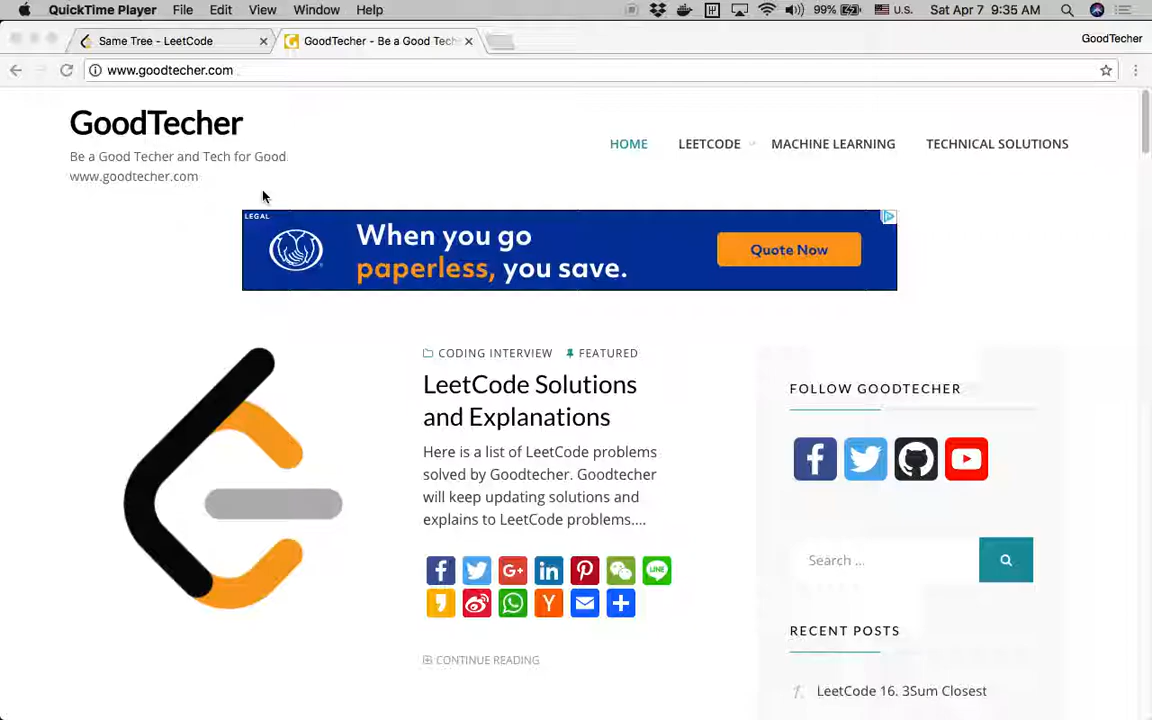 QuickTime Player File Edit View Window Help 99% U.S. Sat Apr 7 9:35 AM
Same Tree - LeetCode GoodTecher - Be a Good Tech GoodTecher
www.goodtecher.com
GoodTecher
Be a Good Techer and Tech for Good.
www.goodtecher.com
HOME LEETCODE MACHINE LEARNING TECHNICAL SOLUTIONS
LEGAL
When you go
paperless, you save.
Quote Now
CODING INTERVIEW FEATURED
LeetCode Solutions
and Explanations
Here is a list of LeetCode problems
solved by Goodtecher. Goodtecher
will keep updating solutions and
explains to LeetCode problems....
LINE
CONTINUE READING
FOLLOW GOODTECHER
Search ...
RECENT POSTS
LeetCode 16. 3Sum Closest